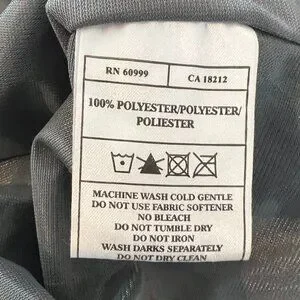 RN 60999 CA 18212
100% POLYESTER/POLYESTER/
POLIESTER
MACHINE WASH COLD GENTLE
DO NOT USE FABRIC SOFTENER
NO BLEACH
DO NOT TUMBLE DRY
DO NOT IRON
WASH DARKS SEPARATELY
DO NOT DRY CLEAN